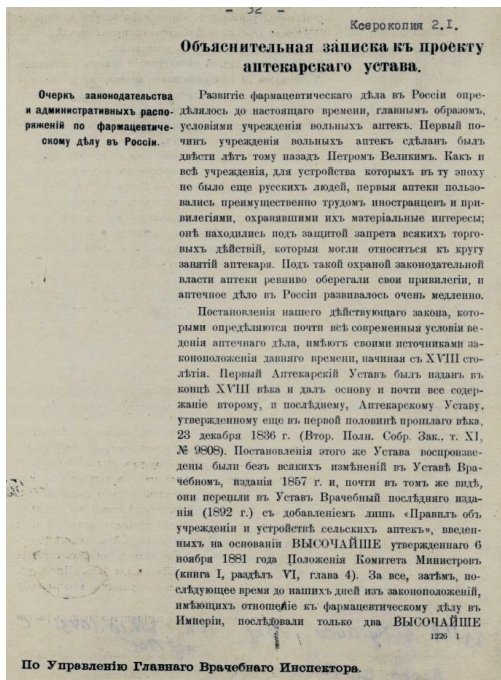 — 32 —
Ксерокопия 2.I.
Объяснительная записка къ проекту
аптекарскаго устава.
Очеркъ законодательства
и административныхъ распо-
ряженій по фармацевтиче-
скому дѣлу въ Россіи.
Развитіе фармацевтическаго дѣла въ Россіи опре-
дѣлялось до настоящаго времени, главнымъ образомъ,
условіями учрежденія вольныхъ аптекъ. Первый по-
чинъ учрежденія вольныхъ аптекъ сдѣланъ былъ
двѣсти лѣтъ тому назадъ Петромъ Великимъ. Какъ и
всѣ учрежденія, для устройства которыхъ въ ту эпоху
не было еще русскихъ людей, первыя аптеки пользо-
вались преимущественно трудомъ иностранцевъ и при-
вилегіями, охранявшими ихъ матеріальные интересы;
онѣ находились подъ защитой запрета всякихъ торго-
выхъ дѣйствій, которыя могли относиться къ кругу
занятій аптекаря. Подъ такой охраной законодательной
власти аптеки ревниво оберегали свои привилегіи, и
аптечное дѣло въ Россіи развивалось очень медленно.
Постановленія нашего дѣйствующаго закона, кото-
рыми опредѣляются почти всѣ современныя условія ве-
денія аптечнаго дѣла, имѣютъ своими источниками за-
коноположенія давняго времени, начиная съ XVIII сто-
лѣтія. Первый Аптекарскій Уставъ былъ изданъ въ
концѣ XVIII вѣка и далъ основу и почти все содер-
жаніе второму, и послѣднему, Аптекарскому Уставу,
утвержденному еще въ первой половинѣ прошлаго вѣка,
23 декабря 1836 г. (Втор. Полн. Собр. Зак., т. XI,
№ 9808). Постановленія этого же Устава воспроизве-
дены были безъ всякихъ измѣненій въ Уставѣ Вра-
чебномъ, изданія 1857 г. и, почти въ томъ же видѣ,
они перешли въ Уставъ Врачебный послѣдняго изда-
нія (1892 г.) съ добавленіемъ лишь «Правилъ объ
учрежденіи и устройствѣ сельскихъ аптекъ», введен-
ныхъ на основаніи ВЫСОЧАЙШЕ утвержденнаго 6
ноября 1881 года Положенія Комитета Министровъ
(книга I, раздѣлъ VI, глава 4). За все, затѣмъ, по-
слѣдующее время до нашихъ дней изъ законоположеній,
имѣющихъ отношеніе къ фармацевтическому дѣлу въ
Имперіи, послѣдовали только два ВЫСОЧАЙШЕ
1226 1
По Управленію Главнаго Врачебнаго Инспектора.